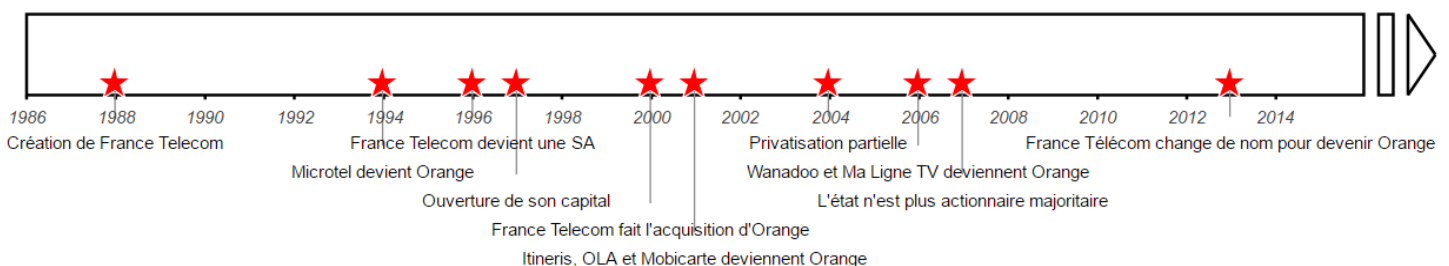 1986 1988 1990 1992 1994 1996 1998 2000 2002 2004 2006 2008 2010 2012 2014
Création de France Telecom France Telecom devient une SA Privatisation partielle France Télécom change de nom pour devenir Orange
Microtel devient Orange Wanadoo et Ma Ligne TV deviennent Orange
Ouverture de son capital L'état n'est plus actionnaire majoritaire
France Telecom fait l'acquisition d'Orange
Itineris, OLA et Mobicarte deviennent Orange